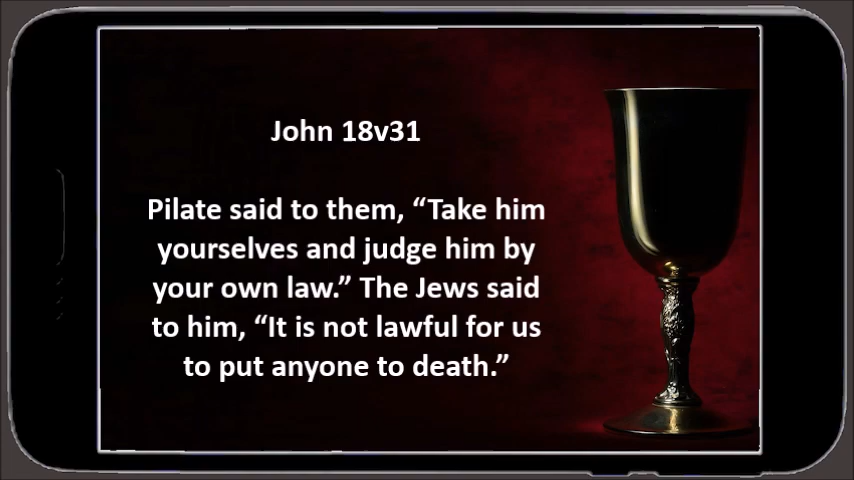 John 18v31
Pilate said to them, “Take him
yourselves and judge him by
your own law.” The Jews said
to him, “It is not lawful for us
to put anyone to death.”